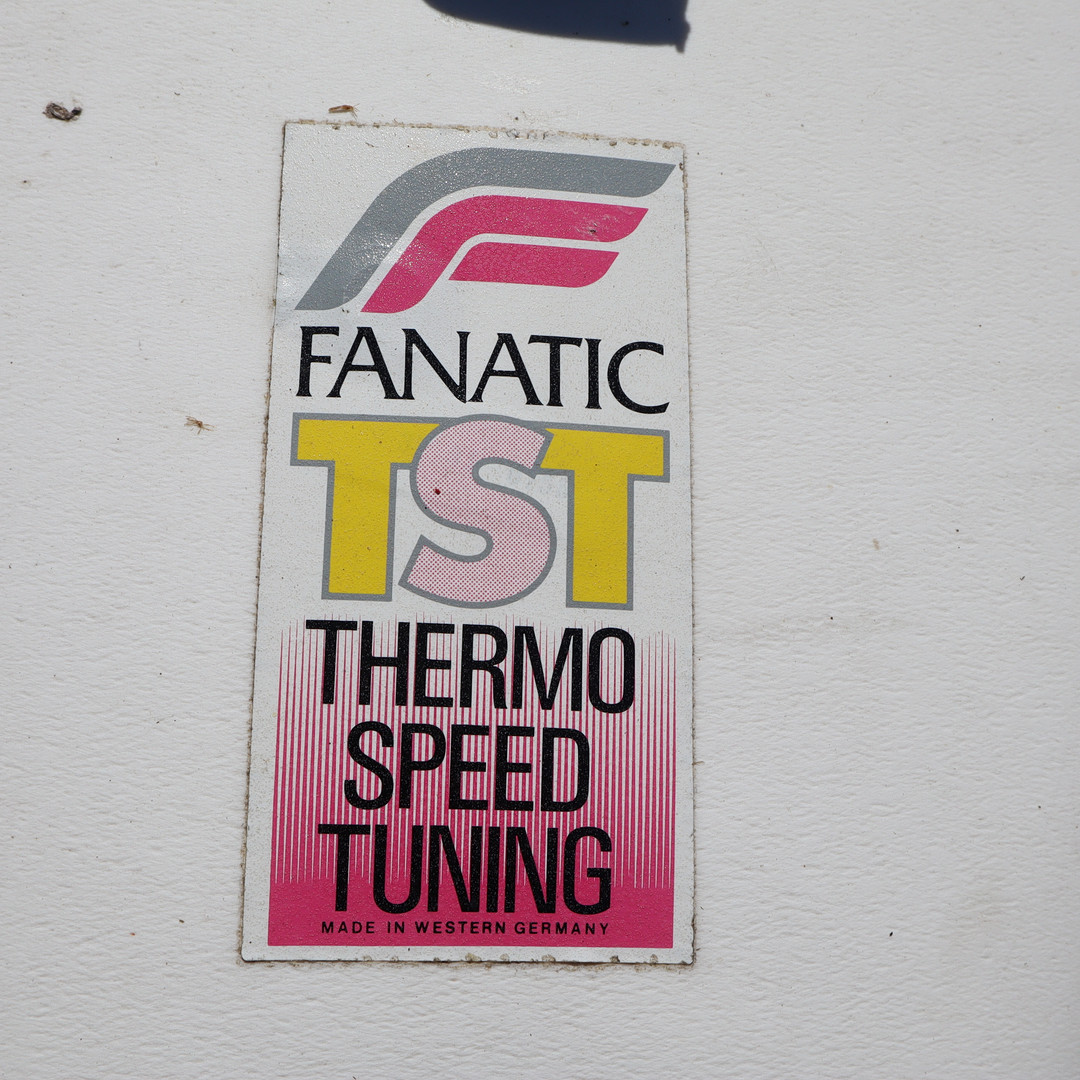 FANATIC
TST
THERMO
SPEED
TUNING
MADE IN WESTERN GERMANY